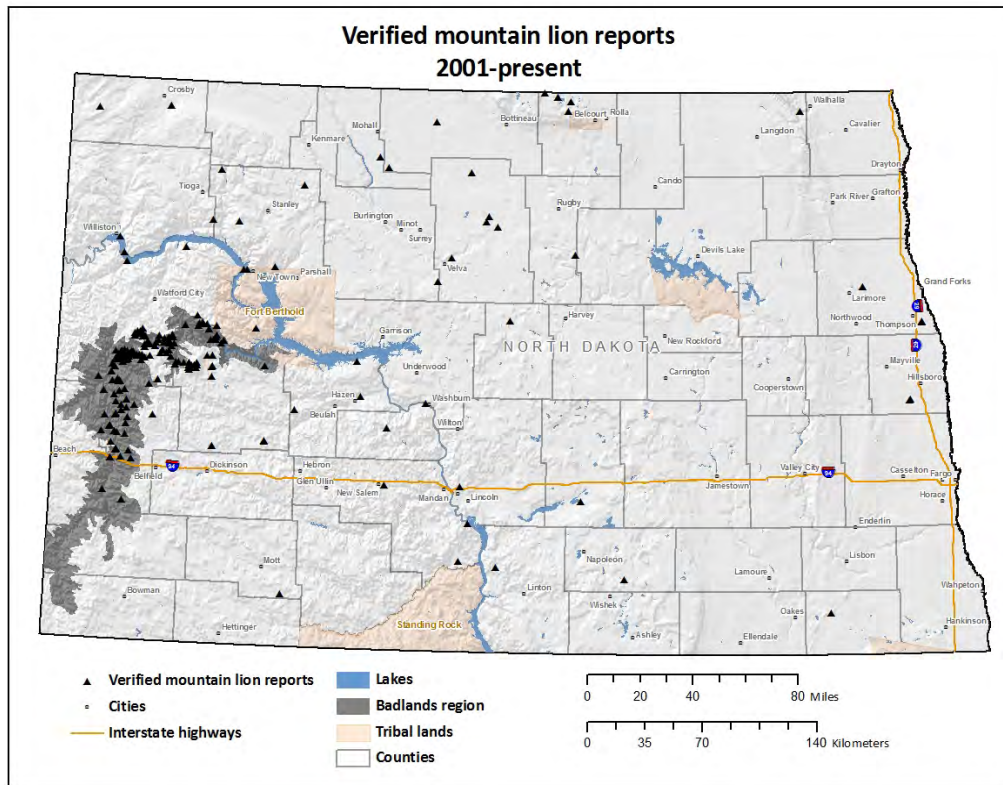 Verified mountain lion reports
2001-present
Crosby
Walhalla
Belcourt
Rolla
Bottineau
Mohall
Langdon
Cavalier
Kenmare
Drayton
Cando
Tioga
Park River
Grafton
Stanley
Rugby
Burlington
Minot
Surrey
Williston
Devils Lake
Velva
New Town
Parshall
Grand Forks
Watford City
Larimore
Fort Berthold
Harvey
Northwood
Thompson
Garrison
NORTH DAKOTA
New Rockford
29
Underwood
Carrington
Mayville
Cooperstown
Hillsboro
Hazen
Washburn
Beulah
Wilton
Beach
94
Belfield
Dickinson
Hebron
Valley City
94
Casselton
Fargo
Glen Ullin
New Salem
Mandan
Lincoln
Jamestown
Horace
Enderlin
Mott
Napoleon
Lisbon
Lamoure
Bowman
Linton
Wishek
Wahpeton
Oakes
Standing Rock
Hettinger
Ashley
Ellendale
Hankinson
Verified mountain lion reports
Cities
Interstate highways
Lakes
Badlands region
Tribal lands
Counties
0 20 40 60 80 Miles
0 35 70 140 Kilometers